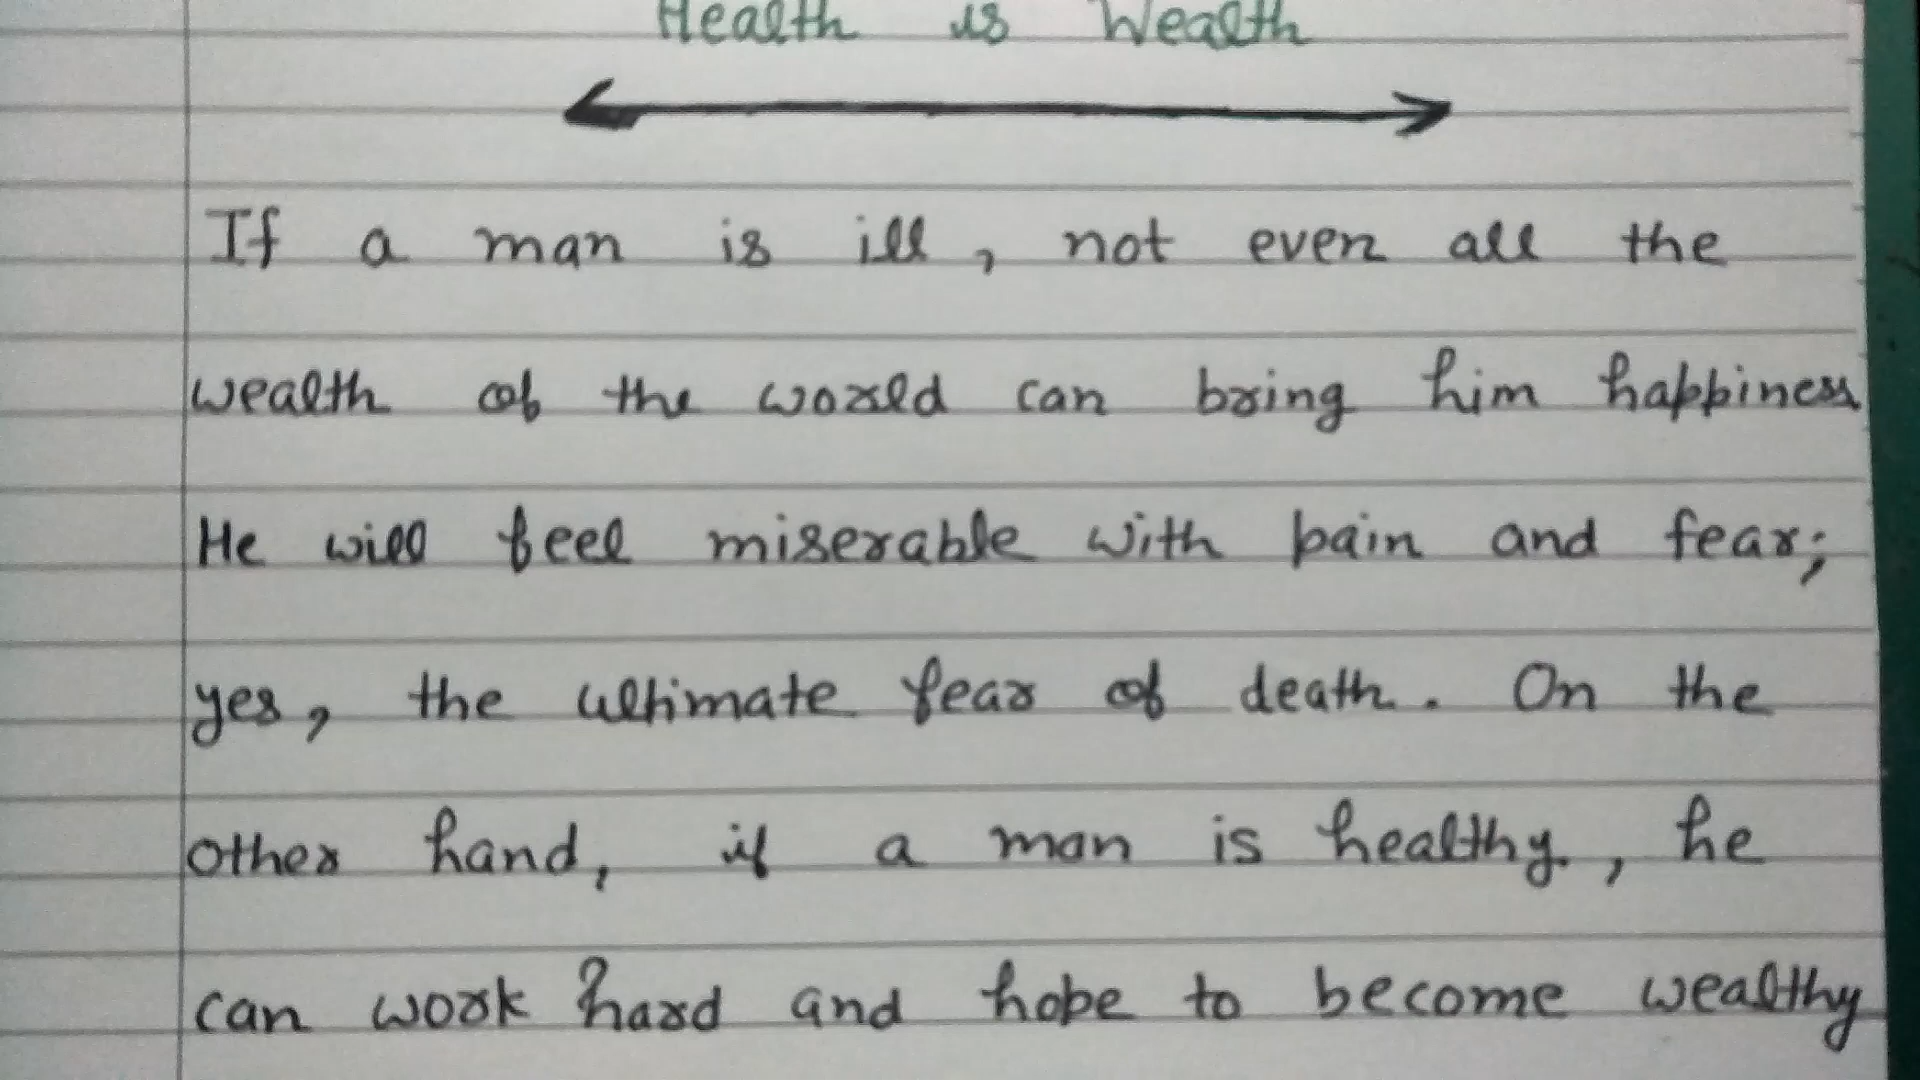 Health is Wealth
If a man is ill, not even all the
wealth of the world can bring him happiness
He will feel miserable with pain and fear;
yes, the ultimate fear of death. On the
other hand, if a man is healthy, he
can work hard and hope to become wealthy